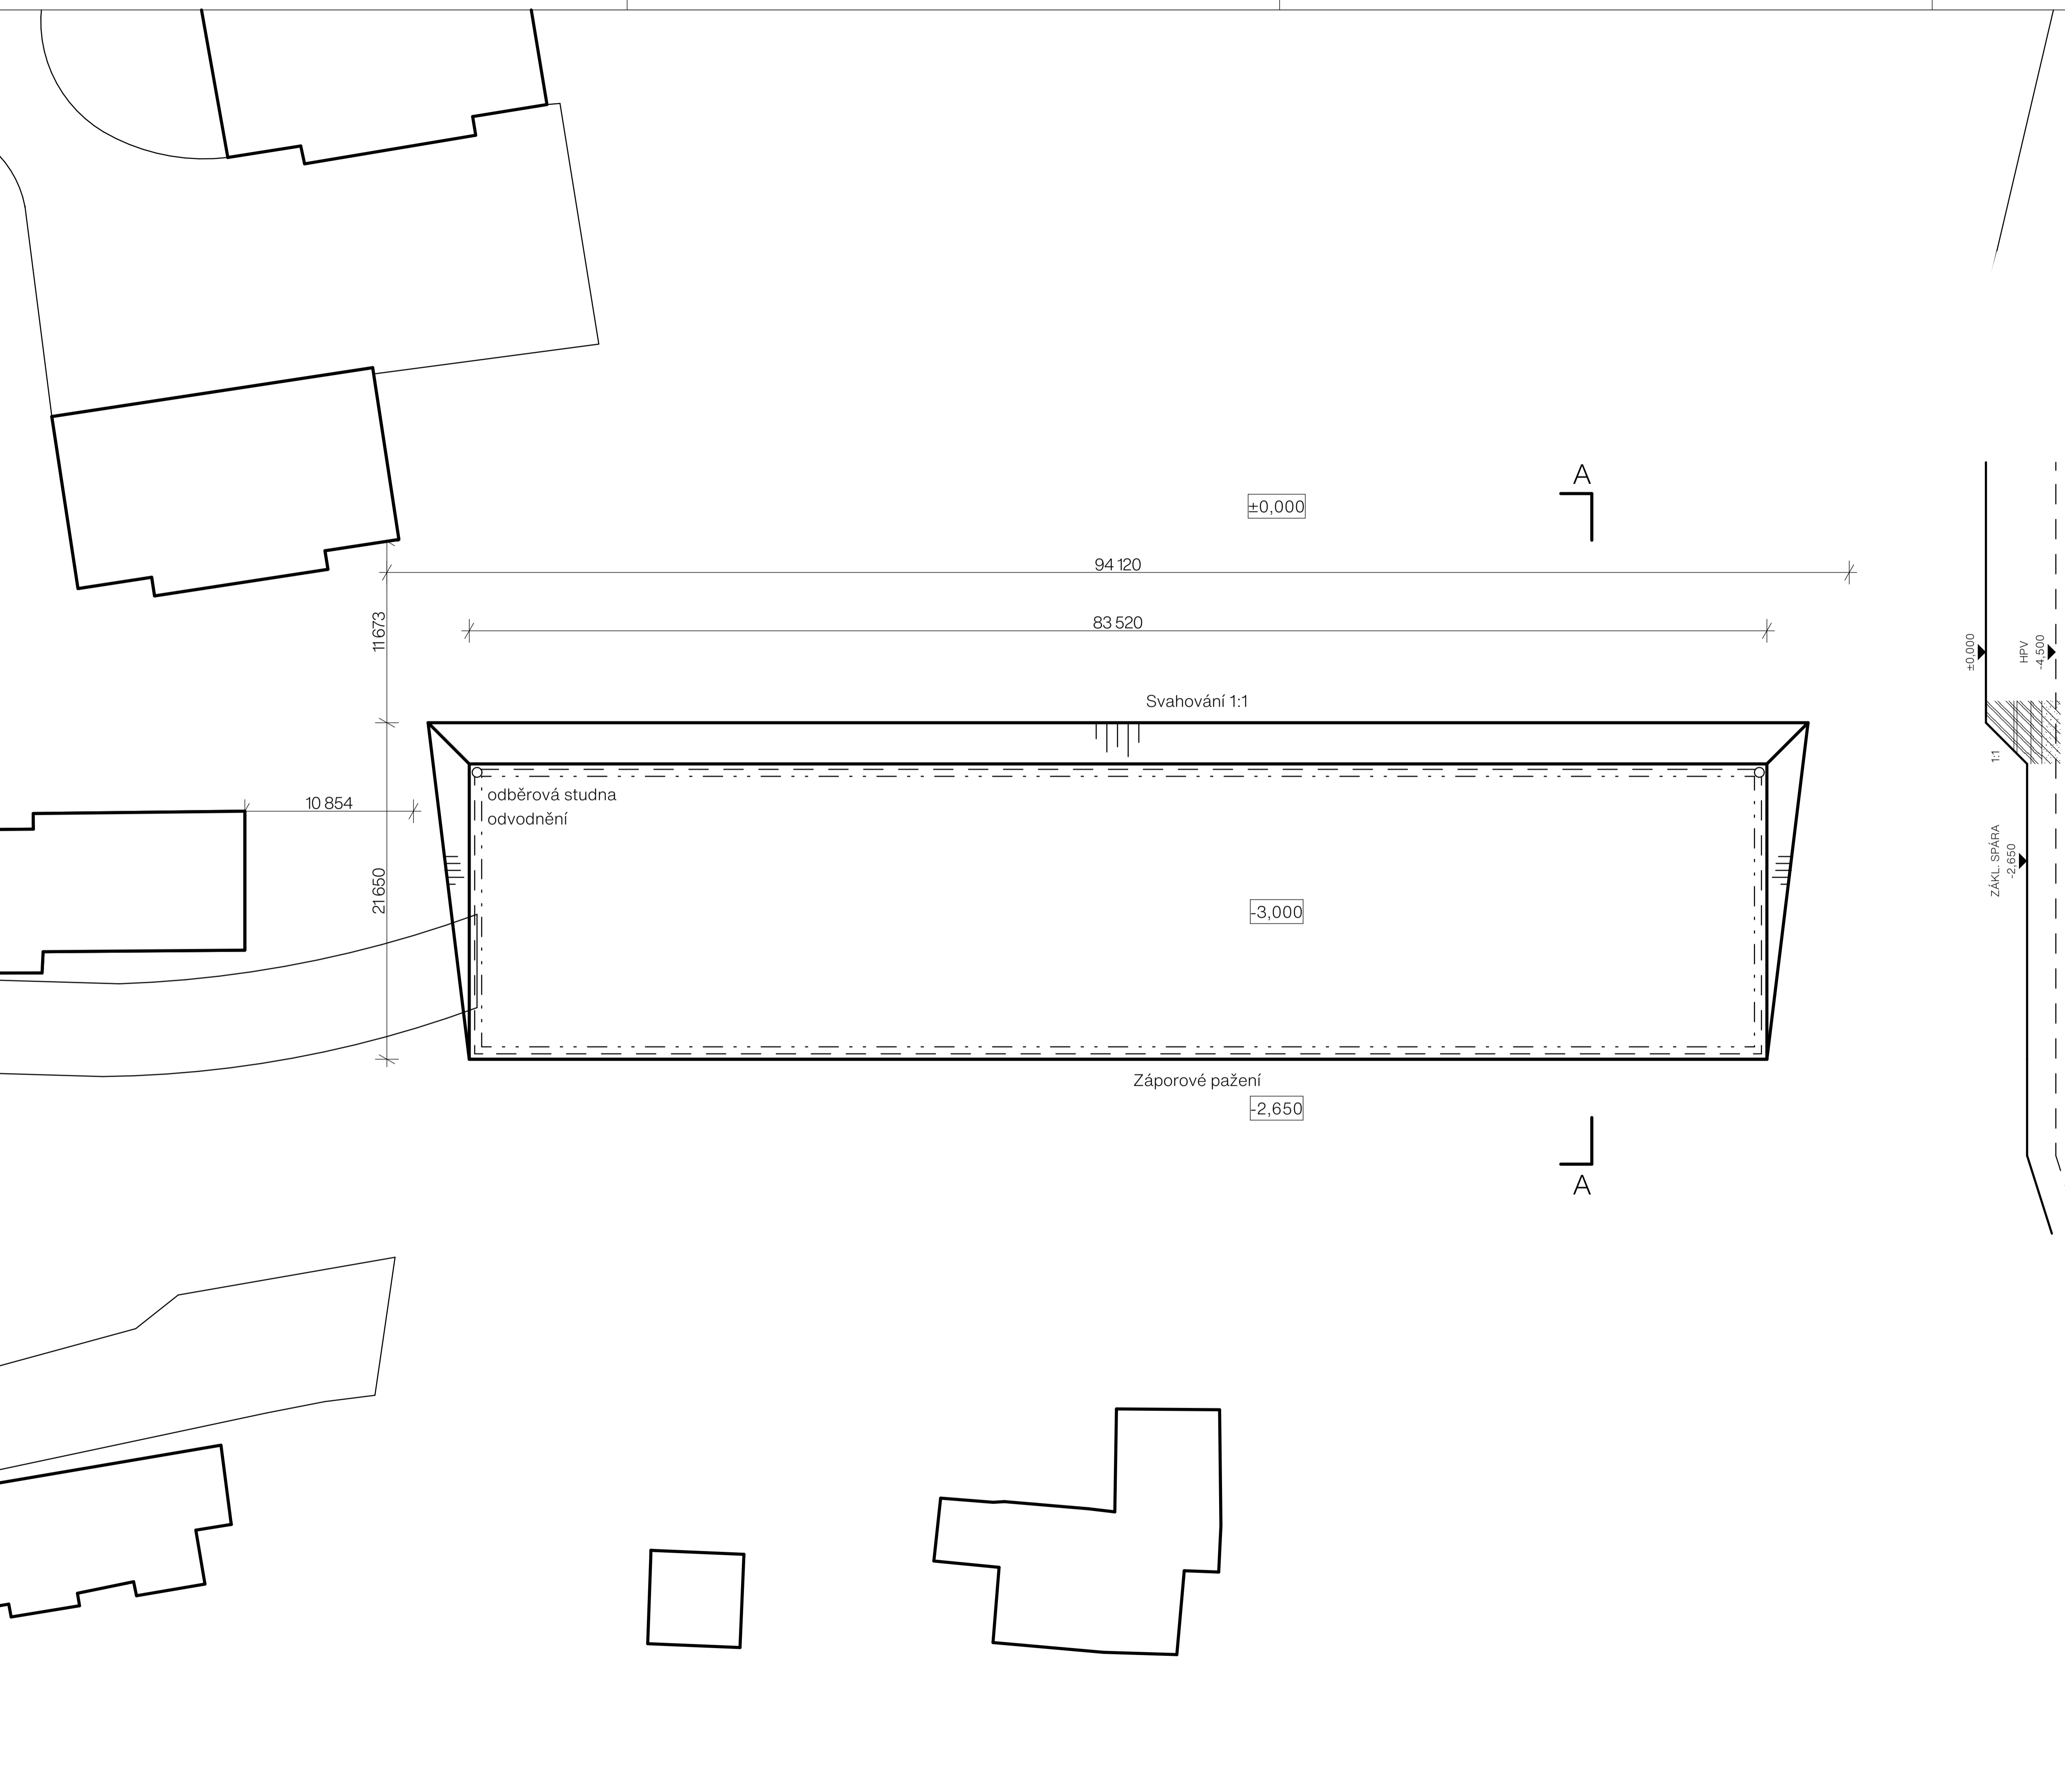 A
±0,000
94 120
83 520
11 673
Svahování 1:1
odběrová studna
odvodnění
10 854
21 650
-3,000
Záporové pažení
-2,650
A
±0,000
HPV
-4,500
1:1
ZÁKL. SPÁRA
-2,650